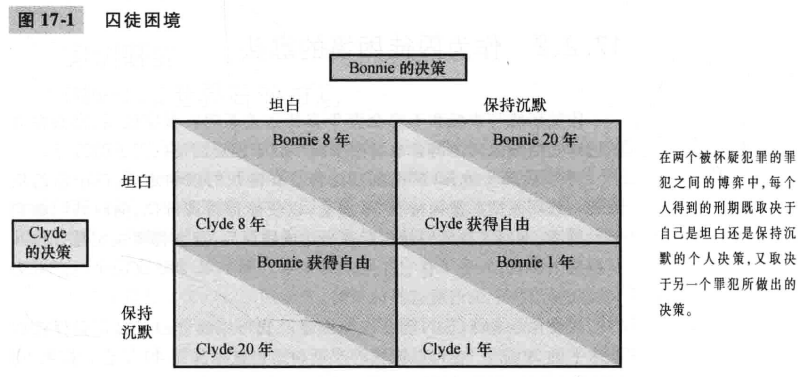 图 17-1 囚徒困境
Bonnie 的决策
坦白 保持沉默
Bonnie 8 年 Bonnie 20 年
坦白
Clyde 8 年 Clyde 获得自由
Clyde
的决策
Bonnie 获得自由 Bonnie 1 年
保持
沉默
Clyde 20 年 Clyde 1 年
在两个被怀疑犯罪的罪
犯之间的博弈中,每个
人得到的刑期既取决于
自己是坦白还是保持沉
默的个人决策,又取决
于另一个罪犯所做出的
决策。